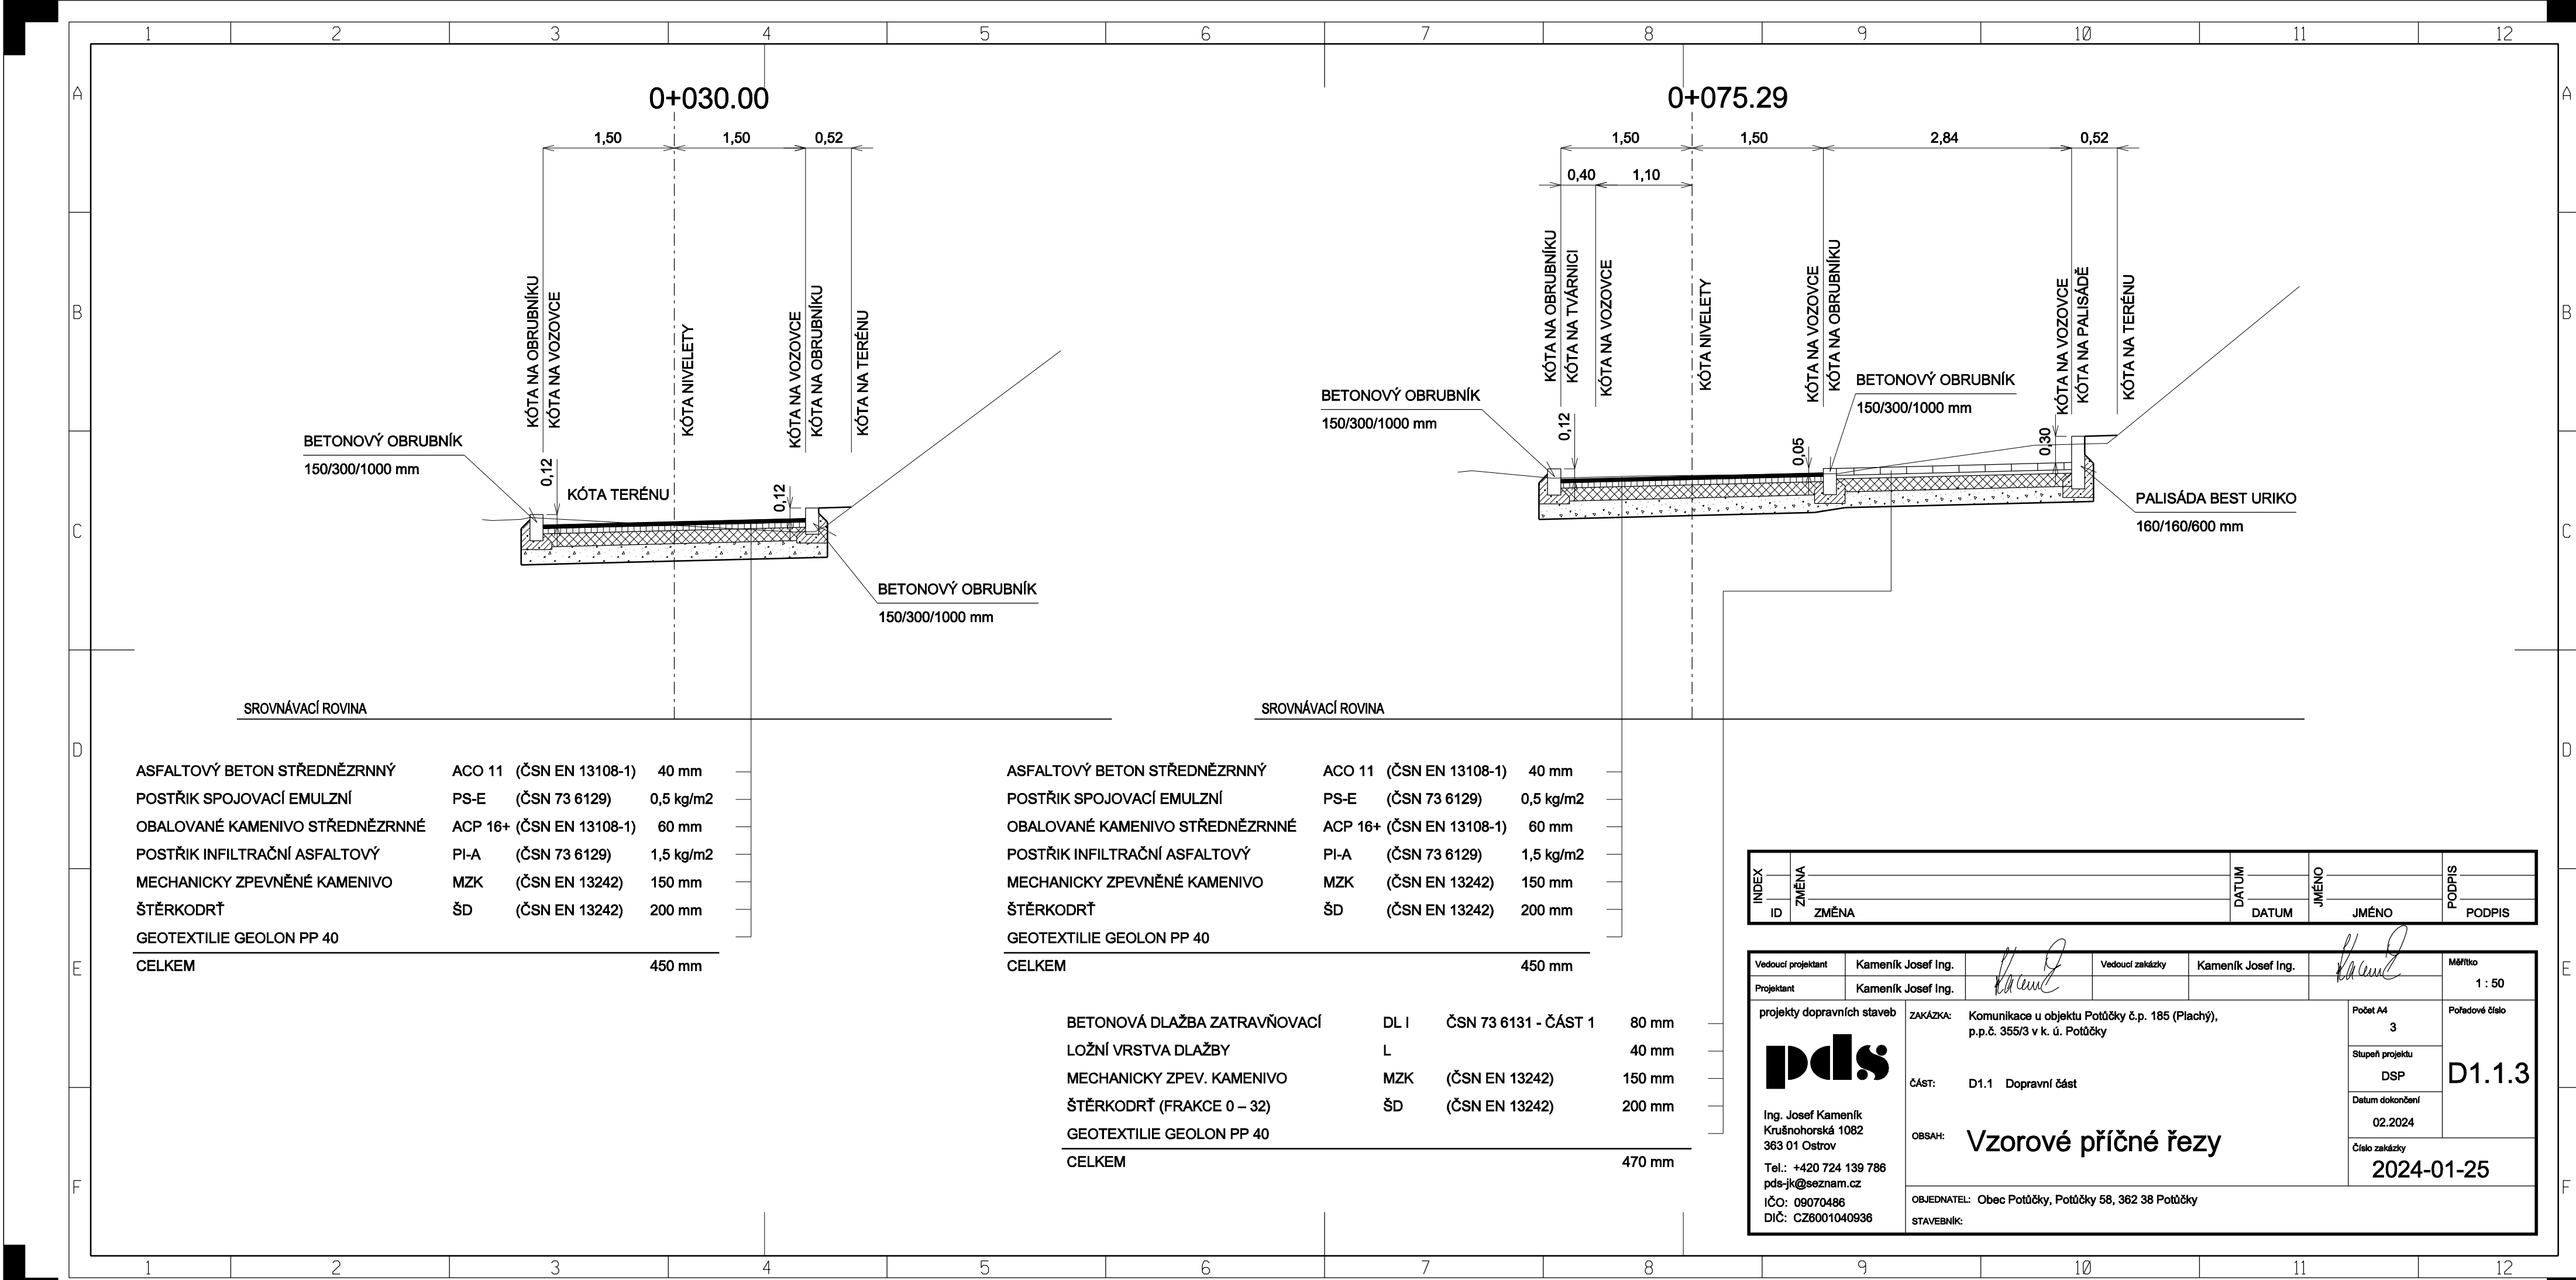 1 2 3 4 5 6 7 8 9 10 11 12
A A
B B
C C
D D
E E
F F
0+030.00
1,50 1,50 0,52
KÓTA NA OBRUBNÍKU
KÓTA NA VOZOVCE
KÓTA NIVELETY
KÓTA NA VOZOVCE
KÓTA NA OBRUBNÍKU
KÓTA NA TERÉNU
BETONOVÝ OBRUBNÍK
150/300/1000 mm
0,12
KÓTA TERÉNU
0,12
BETONOVÝ OBRUBNÍK
150/300/1000 mm
SROVNÁVACÍ ROVINA
0+075.29
1,50 1,50 2,84 0,52
0,40 1,10
KÓTA NA OBRUBNÍKU
KÓTA NA TVÁRNICI
KÓTA NA VOZOVCE
KÓTA NIVELETY
KÓTA NA VOZOVCE
KÓTA NA OBRUBNÍKU
KÓTA NA VOZOVCE
KÓTA NA PALISÁDĚ
KÓTA NA TERÉNU
BETONOVÝ OBRUBNÍK
150/300/1000 mm
0,12
0,05
BETONOVÝ OBRUBNÍK
150/300/1000 mm
0,30
PALISÁDA BEST URIKO
160/160/600 mm
SROVNÁVACÍ ROVINA
ASFALTOVÝ BETON STŘEDNĚZRNNÝ ACO 11 (ČSN EN 13108-1) 40 mm
POSTŘIK SPOJOVACÍ EMULZNÍ PS-E (ČSN 73 6129) 0,5 kg/m2
OBALOVANÉ KAMENIVO STŘEDNĚZRNNÉ ACP 16+ (ČSN EN 13108-1) 60 mm
POSTŘIK INFILTRAČNÍ ASFALTOVÝ PI-A (ČSN 73 6129) 1,5 kg/m2
MECHANICKY ZPEVNĚNÉ KAMENIVO MZK (ČSN EN 13242) 150 mm
ŠTĚRKODRŤ ŠD (ČSN EN 13242) 200 mm
GEOTEXTILIE GEOLON PP 40
CELKEM 450 mm
ASFALTOVÝ BETON STŘEDNĚZRNNÝ ACO 11 (ČSN EN 13108-1) 40 mm
POSTŘIK SPOJOVACÍ EMULZNÍ PS-E (ČSN 73 6129) 0,5 kg/m2
OBALOVANÉ KAMENIVO STŘEDNĚZRNNÉ ACP 16+ (ČSN EN 13108-1) 60 mm
POSTŘIK INFILTRAČNÍ ASFALTOVÝ PI-A (ČSN 73 6129) 1,5 kg/m2
MECHANICKY ZPEVNĚNÉ KAMENIVO MZK (ČSN EN 13242) 150 mm
ŠTĚRKODRŤ ŠD (ČSN EN 13242) 200 mm
GEOTEXTILIE GEOLON PP 40
CELKEM 450 mm
BETONOVÁ DLAŽBA ZATRAVŇOVACÍ DL I ČSN 73 6131 - ČÁST 1 80 mm
LOŽNÍ VRSTVA DLAŽBY L 40 mm
MECHANICKY ZPEV. KAMENIVO MZK (ČSN EN 13242) 150 mm
ŠTĚRKODRŤ (FRAKCE 0 – 32) ŠD (ČSN EN 13242) 200 mm
GEOTEXTILIE GEOLON PP 40
CELKEM 470 mm
INDEX ZMĚNA DATUM JMÉNO PODPIS
ID ZMĚNA DATUM JMÉNO PODPIS
Vedoucí projektant Kameník Josef Ing. Vedoucí zakázky Kameník Josef Ing. Měřítko
1 : 50
Projektant Kameník Josef Ing.
projekty dopravních staveb
pds
Ing. Josef Kameník
Krušnohorská 1082
363 01 Ostrov
Tel.: +420 724 139 786
pds-jk@seznam.cz
IČO: 09070486
DIČ: CZ6001040936
ZAKÁZKA: Komunikace u objektu Potůčky č.p. 185 (Plachý),
p.p.č. 355/3 v k. ú. Potůčky
ČÁST: D1.1 Dopravní část
OBSAH: Vzorové příčné řezy
OBJEDNATEL: Obec Potůčky, Potůčky 58, 362 38 Potůčky
STAVEBNÍK:
Počet A4
3
Stupeň projektu
DSP
Datum dokončení
02.2024
Číslo zakázky
2024-01-25
Pořadové číslo
D1.1.3
1 2 3 4 5 6 7 8 9 10 11 12